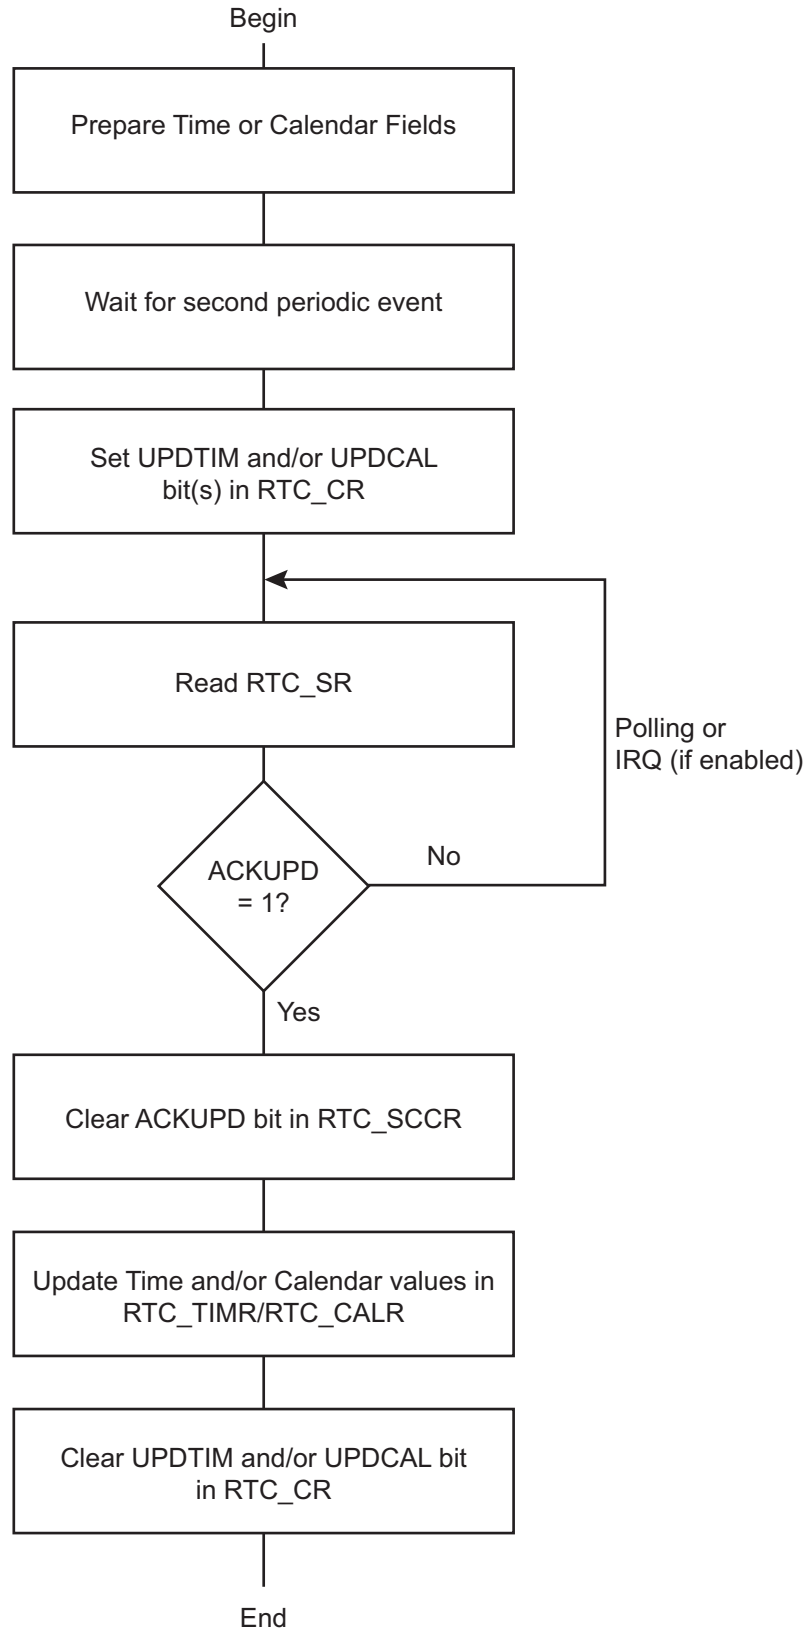 Begin
Prepare Time or Calendar Fields
Wait for second periodic event
Set UPDTIM and/or UPDCAL
bit(s) in RTC_CR
Read RTC_SR
Polling or
IRQ (if enabled)
ACKUPD
= 1?
No
Yes
Clear ACKUPD bit in RTC_SCCR
Update Time and/or Calendar values in
RTC_TIMR/RTC_CALR
Clear UPDTIM and/or UPDCAL bit
in RTC_CR
End